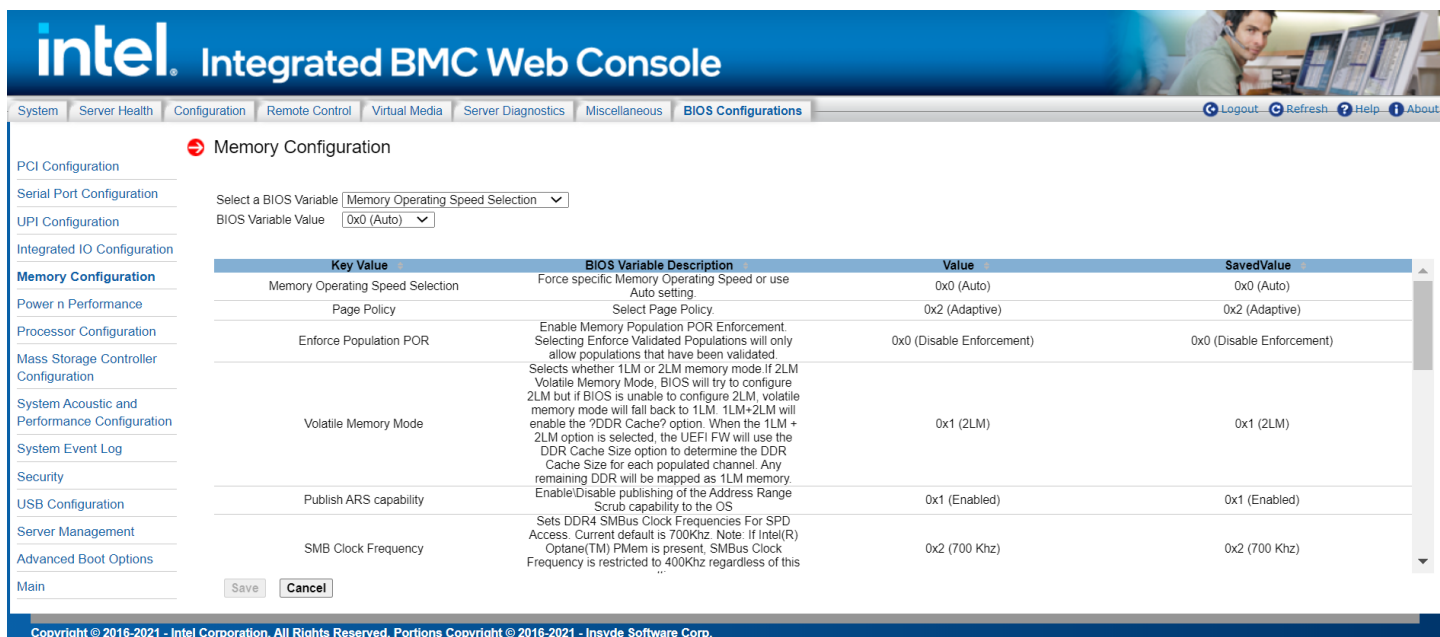 intel. Integrated BMC Web Console
System Server Health Configuration Remote Control Virtual Media Server Diagnostics Miscellaneous BIOS Configurations Logout Refresh Help About
Memory Configuration
PCI Configuration
Serial Port Configuration
UPI Configuration
Integrated IO Configuration
Memory Configuration
Power n Performance
Processor Configuration
Mass Storage Controller
Configuration
System Acoustic and
Performance Configuration
System Event Log
Security
USB Configuration
Server Management
Advanced Boot Options
Main
Select a BIOS Variable Memory Operating Speed Selection
BIOS Variable Value 0x0 (Auto)
Key Value BIOS Variable Description Value SavedValue
Memory Operating Speed Selection
Force specific Memory Operating Speed or use
Auto setting.
0x0 (Auto) 0x0 (Auto)
Page Policy Select Page Policy. 0x2 (Adaptive) 0x2 (Adaptive)
Enforce Population POR
Enable Memory Population POR Enforcement.
Selecting Enforce Validated Populations will only
allow populations that have been validated.
0x0 (Disable Enforcement) 0x0 (Disable Enforcement)
Volatile Memory Mode
Selects whether 1LM or 2LM memory mode.If 2LM
Volatile Memory Mode, BIOS will try to configure
2LM but if BIOS is unable to configure 2LM, volatile
memory mode will fall back to 1LM. 1LM+2LM will
enable the ?DDR Cache? option. When the 1LM +
2LM option is selected, the UEFI FW will use the
DDR Cache Size option to determine the DDR
Cache Size for each populated channel. Any
remaining DDR will be mapped as 1LM memory.
0x1 (2LM) 0x1 (2LM)
Publish ARS capability
Enable\Disable publishing of the Address Range
Scrub capability to the OS
0x1 (Enabled) 0x1 (Enabled)
SMB Clock Frequency
Sets DDR4 SMBus Clock Frequencies For SPD
Access. Current default is 700Khz. Note: If Intel(R)
Optane(TM) PMem is present, SMBus Clock
Frequency is restricted to 400Khz regardless of this
0x2 (700 Khz) 0x2 (700 Khz)
Save Cancel
Copyright © 2016-2021 - Intel Corporation. All Rights Reserved. Portions Copyright © 2016-2021 - Insyde Software Corp.